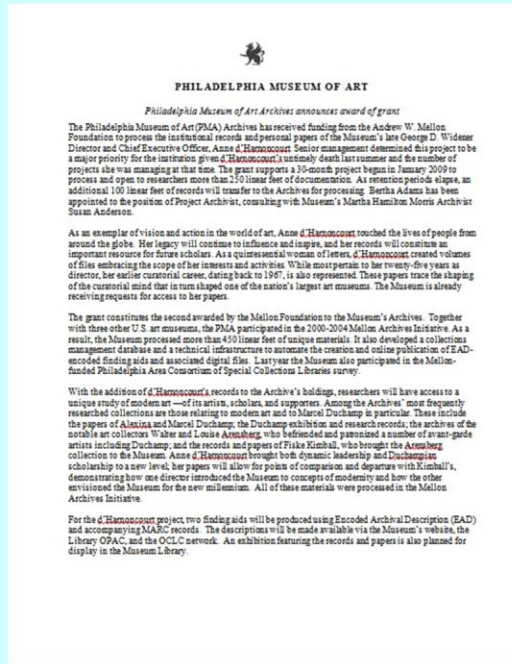 PHILADELPHIA MUSEUM OF ART
Philadelphia Museum of Art Archives announces award of grant
The Philadelphia Museum of Art (PMA) Archives has received funding from the Andrew W. Mellon
Foundation to process the institutional records and personal papers of the Museum's late George D. Widener
Director and Chief Executive Officer, Anne d'Harnoncourt. Senior management determined this project to be
a major priority for the institution given d'Harnoncourt's untimely death last summer and the number of
projects she was managing at that time. The grant supports a 30-month project begun in January 2009 to
process and open to researchers more than 250 linear feet of documentation. As retention periods elapse, an
additional 100 linear feet of records will transfer to the Archives for processing. Bertha Adams has been
appointed to the position of Project Archivist, consulting with Museum's Martha Hamilton Morris Archivist
Susan Anderson.
As an exemplar of vision and action in the world of art, Anne d'Harnoncourt touched the lives of people from
around the globe. Her legacy will continue to influence and inspire, and her records will constitute an
important resource for future scholars. As a quintessential woman of letters, d'Harnoncourt created volumes
of files embracing the scope of her interests and activities. While most pertain to her twenty-five years as
director, her earlier curatorial career, dating back to 1967, is also represented. These papers trace the shaping
of the curatorial mind that in turn shaped one of the nation's largest art museums. The Museum is already
receiving requests for access to her papers.
The grant constitutes the second awarded by the Mellon Foundation to the Museum's Archives. Together
with three other U.S. art museums, the PMA participated in the 2000-2004 Mellon Archives Initiative. As a
result, the Museum processed more than 450 linear feet of unique materials. It also developed a collections
management database and a technical infrastructure to automate the creation and online publication of EAD-
encoded finding aids and associated digital files. Last year the Museum also participated in the Mellon-
funded Philadelphia Area Consortium of Special Collections Libraries survey.
With the addition of d'Harnoncourt's records to the Archive's holdings, researchers will have access to a
unique study of modern art —of its artists, scholars, and supporters. Among the Archives' most frequently
researched collections are those relating to modern art and to Marcel Duchamp in particular. These include
the papers of Alexina and Marcel Duchamp; the Duchamp exhibition and research records; the archives of the
notable art collectors Walter and Louise Arensberg, who befriended and patronized a number of avant-garde
artists including Duchamp; and the records and papers of Fiske Kimball, who brought the Arensberg
collection to the Museum. Anne d'Harnoncourt brought both dynamic leadership and Duchampian
scholarship to a new level; her papers will allow for points of comparison and departure with Kimball's,
demonstrating how one director introduced the Museum to concepts of modernity and how the other
envisioned the Museum for the new millennium. All of these materials were processed in the Mellon
Archives Initiative.
For the d'Harnoncourt project, two finding aids will be produced using Encoded Archival Description (EAD)
and accompanying MARC records. The descriptions will be made available via the Museum's website, the
Library OPAC, and the OCLC network. An exhibition featuring the records and papers is also planned for
display in the Museum Library.